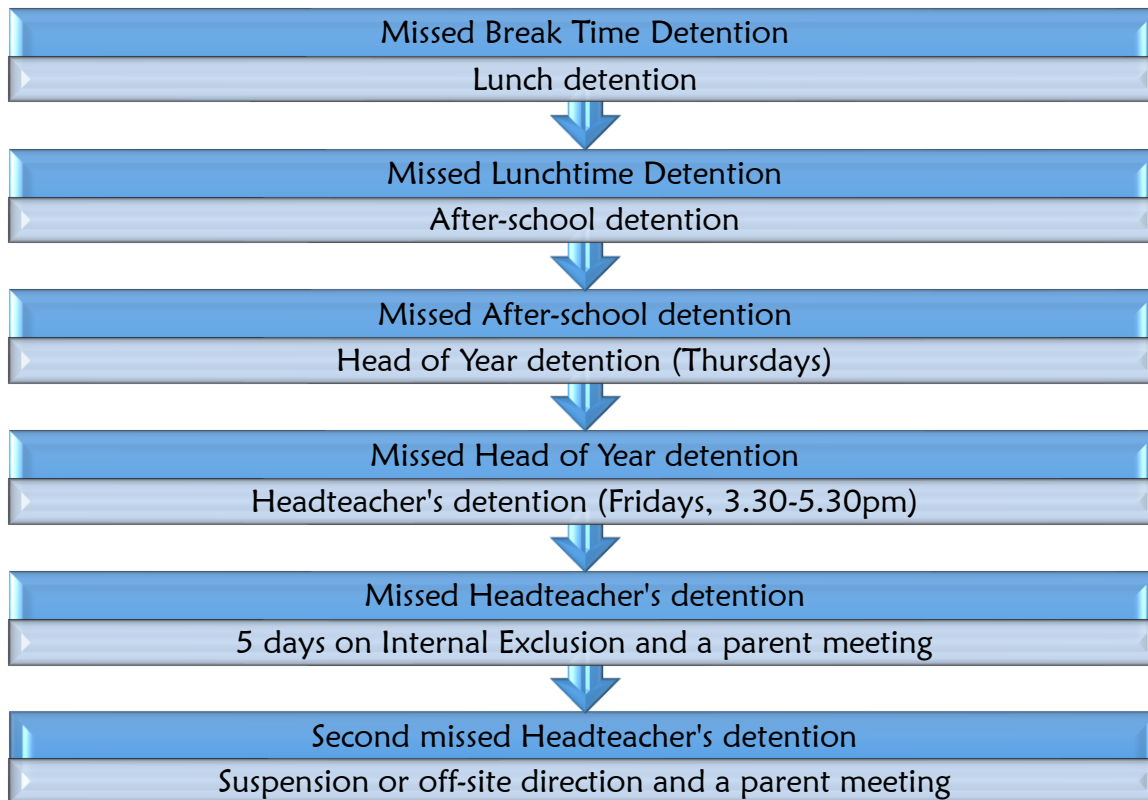 Missed Break Time Detention
Lunch detention
Missed Lunchtime Detention
After-school detention
Missed After-school detention
Head of Year detention (Thursdays)
Missed Head of Year detention
Headteacher's detention (Fridays, 3.30-5.30pm)
Missed Headteacher's detention
5 days on Internal Exclusion and a parent meeting
Second missed Headteacher's detention
Suspension or off-site direction and a parent meeting